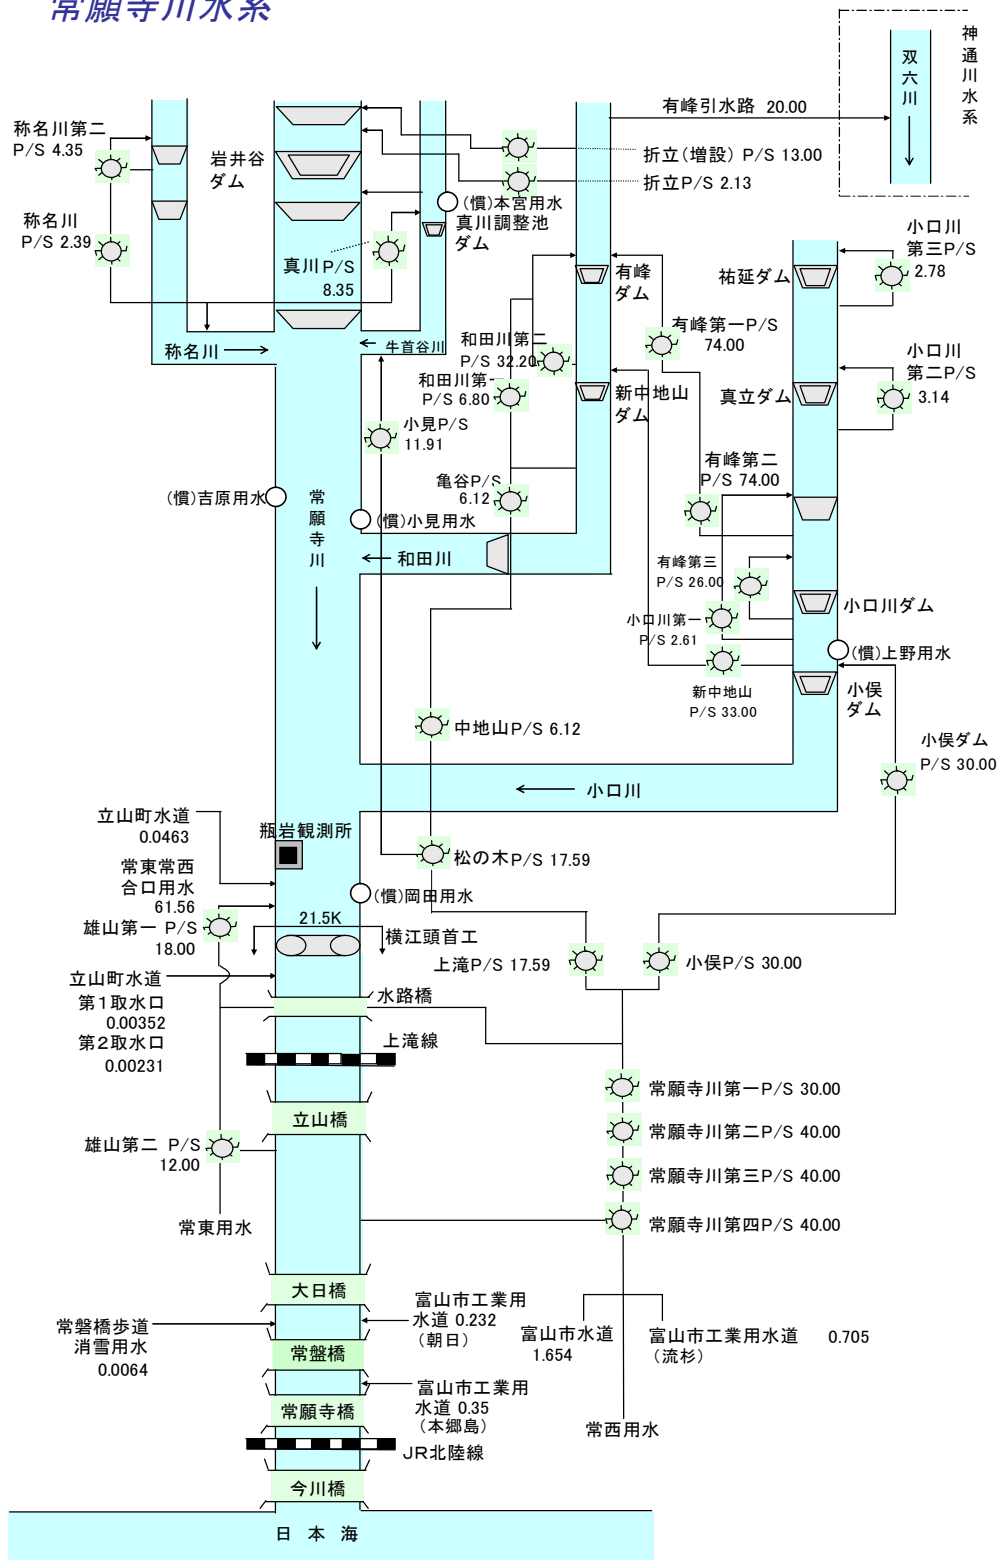 常願寺川水系
神通川水系
双六川
有峰引水路 20.00
称名川第二
P/S 4.35
岩井谷
ダム
折立(増設) P/S 13.00
折立P/S 2.13
称名川
P/S 2.39
(慣)本宮用水
真川調整池
ダム
真川P/S
8.35
有峰
ダム
祐延ダム
小口川
第三P/S
2.78
称名川
牛首谷川
和田川第二
P/S 32.20
有峰第一P/S
74.00
和田川第一
P/S 6.80
新中地山
ダム
真立ダム
小口川
第二P/S
3.14
小見P/S
11.91
亀谷P/S
6.12
有峰第二
P/S 74.00
(慣)吉原用水
常願寺川
(慣)小見用水
和田川
有峰第三
P/S 26.00
小口川第一
P/S 2.61
小口川ダム
(慣)上野用水
新中地山
P/S 33.00
小俣
ダム
中地山P/S 6.12
小俣ダム
P/S 30.00
小口川
立山町水道
0.0463
瓶岩観測所
常東常西
合口用水
61.56
松の木P/S 17.59
(慣)岡田用水
雄山第一 P/S
18.00
21.5K
横江頭首工
上滝P/S 17.59
小俣P/S 30.00
立山町水道
第1取水口
0.00352
第2取水口
0.00231
水路橋
上滝線
常願寺川第一P/S 30.00
立山橋
常願寺川第二P/S 40.00
雄山第二 P/S
12.00
常願寺川第三P/S 40.00
常東用水
常願寺川第四P/S 40.00
大日橋
富山市工業用
水道 0.232
(朝日)
常磐橋歩道
消雪用水
0.0064
富山市水道
1.654
富山市工業用水道 0.705
(流杉)
常盤橋
富山市工業用
水道 0.35
(本郷島)
常願寺橋
常西用水
JR北陸線
今川橋
日本海